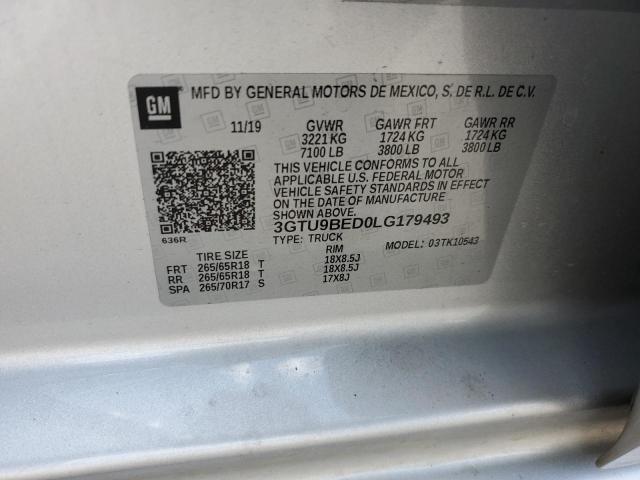 GM MFD BY GENERAL MOTORS DE MEXICO, S. DE R.L. DE C.V.
11/19 GVWR GAWR FRT GAWR RR
3221 KG 1724 KG 1724 KG
7100 LB 3800 LB 3800 LB
THIS VEHICLE CONFORMS TO ALL
APPLICABLE U.S. FEDERAL MOTOR
VEHICLE SAFETY STANDARDS IN EFFECT
ON THE DATE OF MANUFACTURE
SHOWN ABOVE.
636R
3GTU9BED0LG179493
TYPE: TRUCK MODEL: 03TK10543
TIRE SIZE RIM
FRT 265/65R18 T 18X8.5J
RR 265/65R18 T 18X8.5J
SPA 265/70R17 S 17X8J